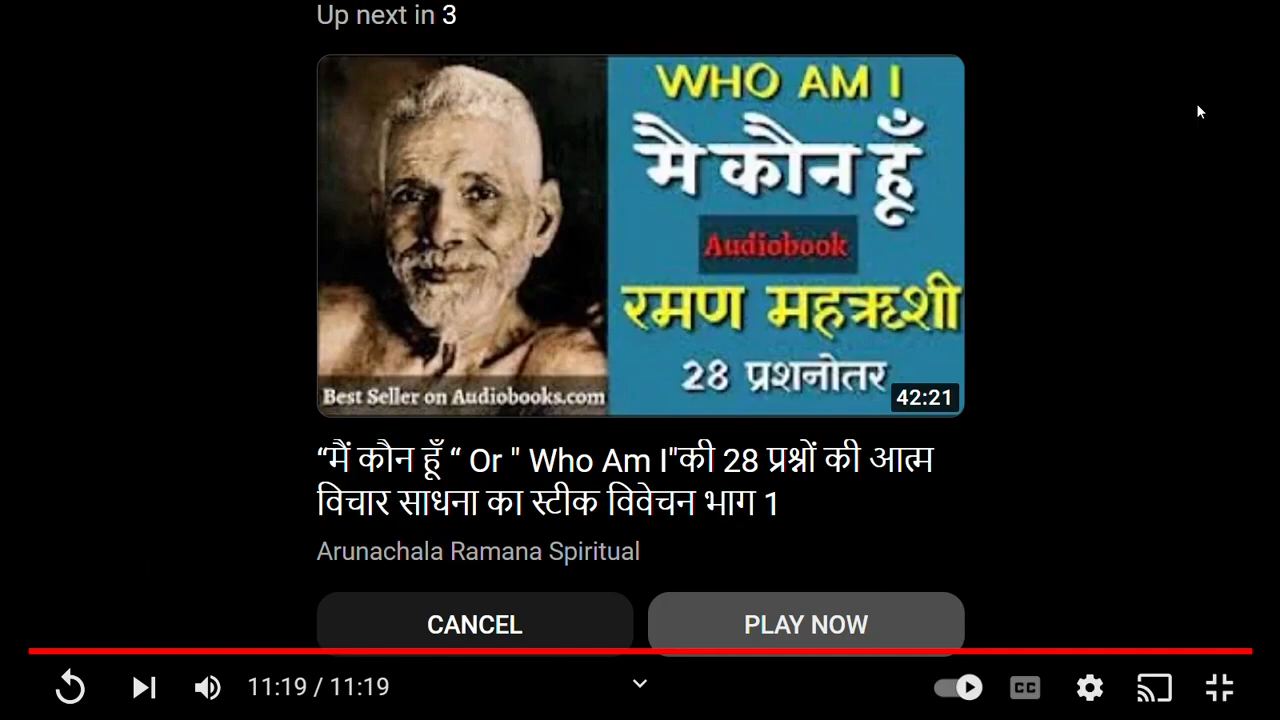 Up next in 3
WHO AM I
मै कौन हूँ
Audiobook
रमण महऋशी
28 प्रशनोतर
Best Seller on Audiobooks.com
42:21
“मैं कौन हूँ “ Or " Who Am I"की 28 प्रश्नों की आत्म
विचार साधना का स्टीक विवेचन भाग 1
Arunachala Ramana Spiritual
CANCEL
PLAY NOW
11:19 / 11:19
CC